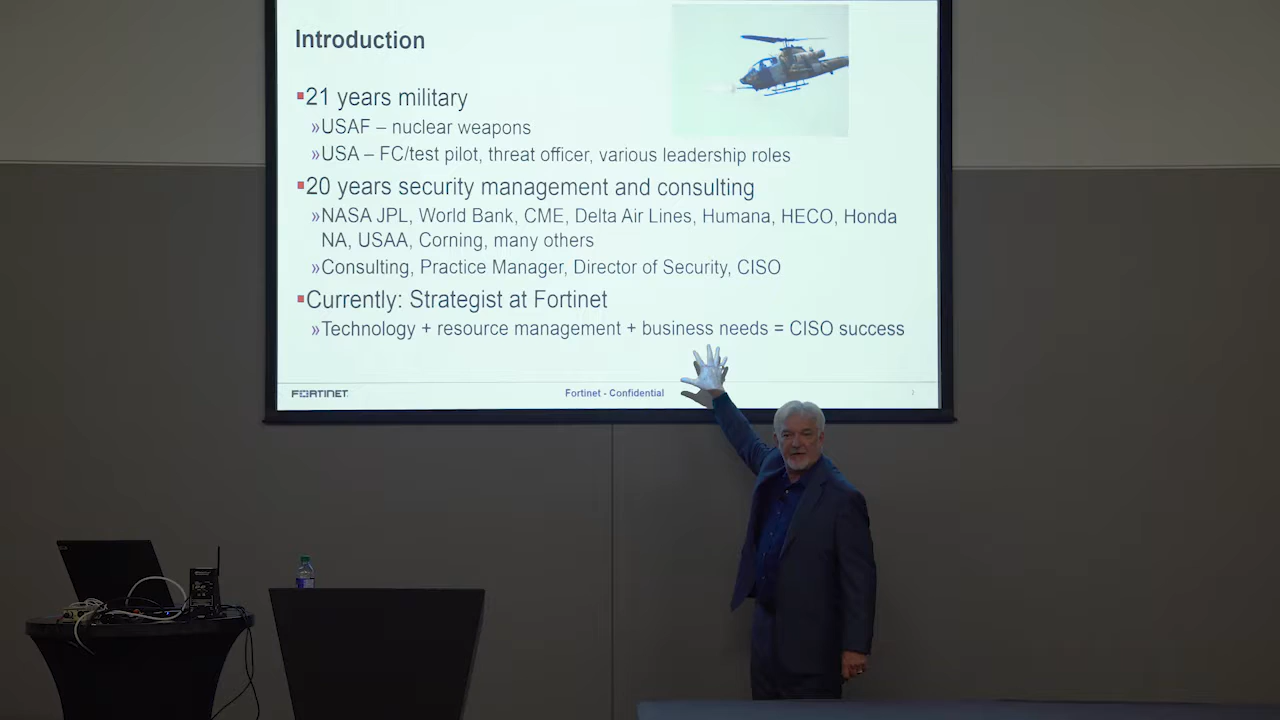 Introduction
▪21 years military
»USAF – nuclear weapons
»USA – FC/test pilot, threat officer, various leadership roles
▪20 years security management and consulting
»NASA JPL, World Bank, CME, Delta Air Lines, Humana, HECO, Honda
NA, USAA, Corning, many others
»Consulting, Practice Manager, Director of Security, CISO
▪Currently: Strategist at Fortinet
»Technology + resource management + business needs = CISO success
FORTINET
Fortinet - Confidential